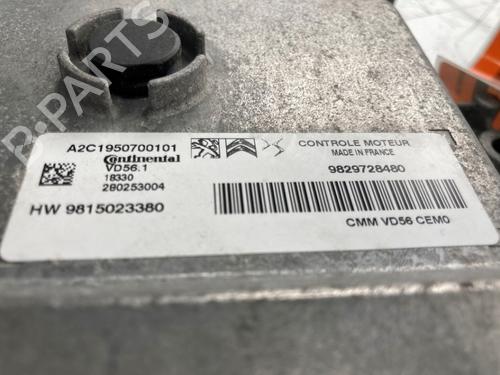 A2C1950700101
Continental
VD56.1
18330
280253004
HW 9815023380
CONTROLE MOTEUR
MADE IN FRANCE
9829728480
CMM VD56 CEM0
B-PARTS